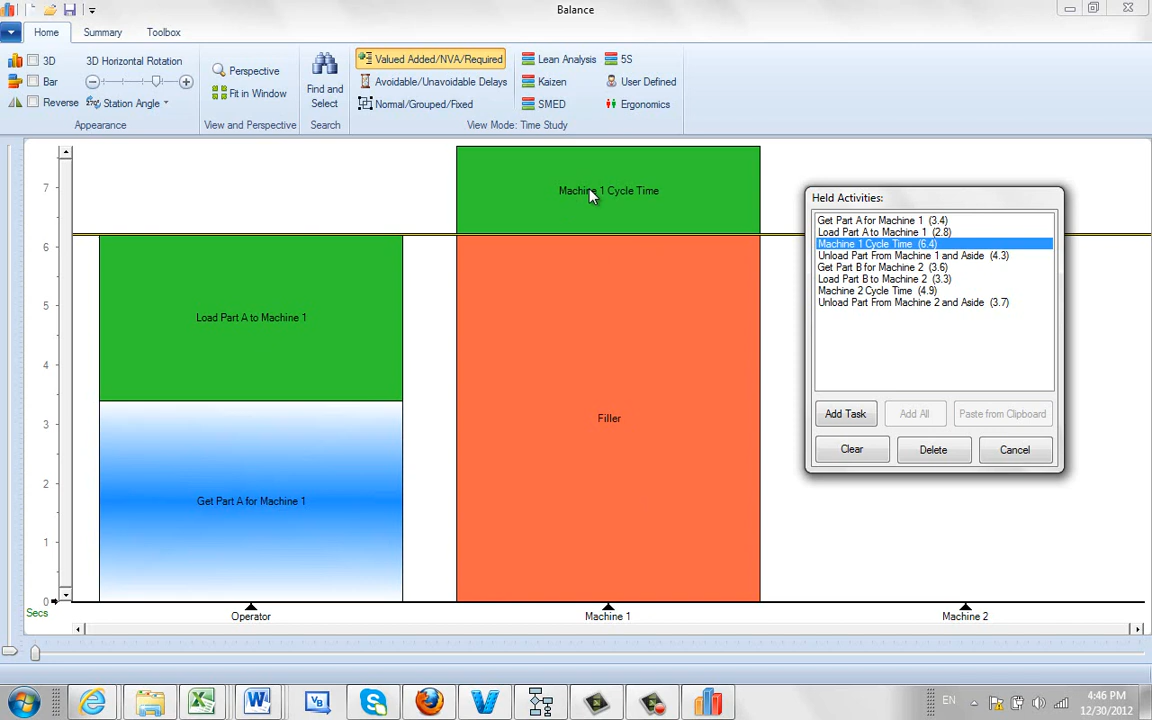 Balance
Home
Summary
Toolbox
3D
3D Horizontal Rotation
Bar
Reverse
Station Angle
Appearance
Perspective
Fit in Window
View and Perspective
Find and
Select
Search
Valued Added/NVA/Required
Avoidable/Unavoidable Delays
Normal/Grouped/Fixed
Lean Analysis
Kaizen
SMED
5S
User Defined
Ergonomics
View Mode: Time Study
7
6
5
4
3
2
1
0
Secs
Load Part A to Machine 1
Get Part A for Machine 1
Machine 1 Cycle Time
Filler
Operator
Machine 1
Machine 2
Held Activities:
Get Part A for Machine 1 (3.4)
Load Part A to Machine 1 (2.8)
Machine 1 Cycle Time (6.4)
Unload Part From Machine 1 and Aside (4.3)
Get Part B for Machine 2 (3.6)
Load Part B to Machine 2 (3.3)
Machine 2 Cycle Time (4.9)
Unload Part From Machine 2 and Aside (3.7)
Add Task
Add All
Paste from Clipboard
Clear
Delete
Cancel
EN
4:46 PM
12/30/2012